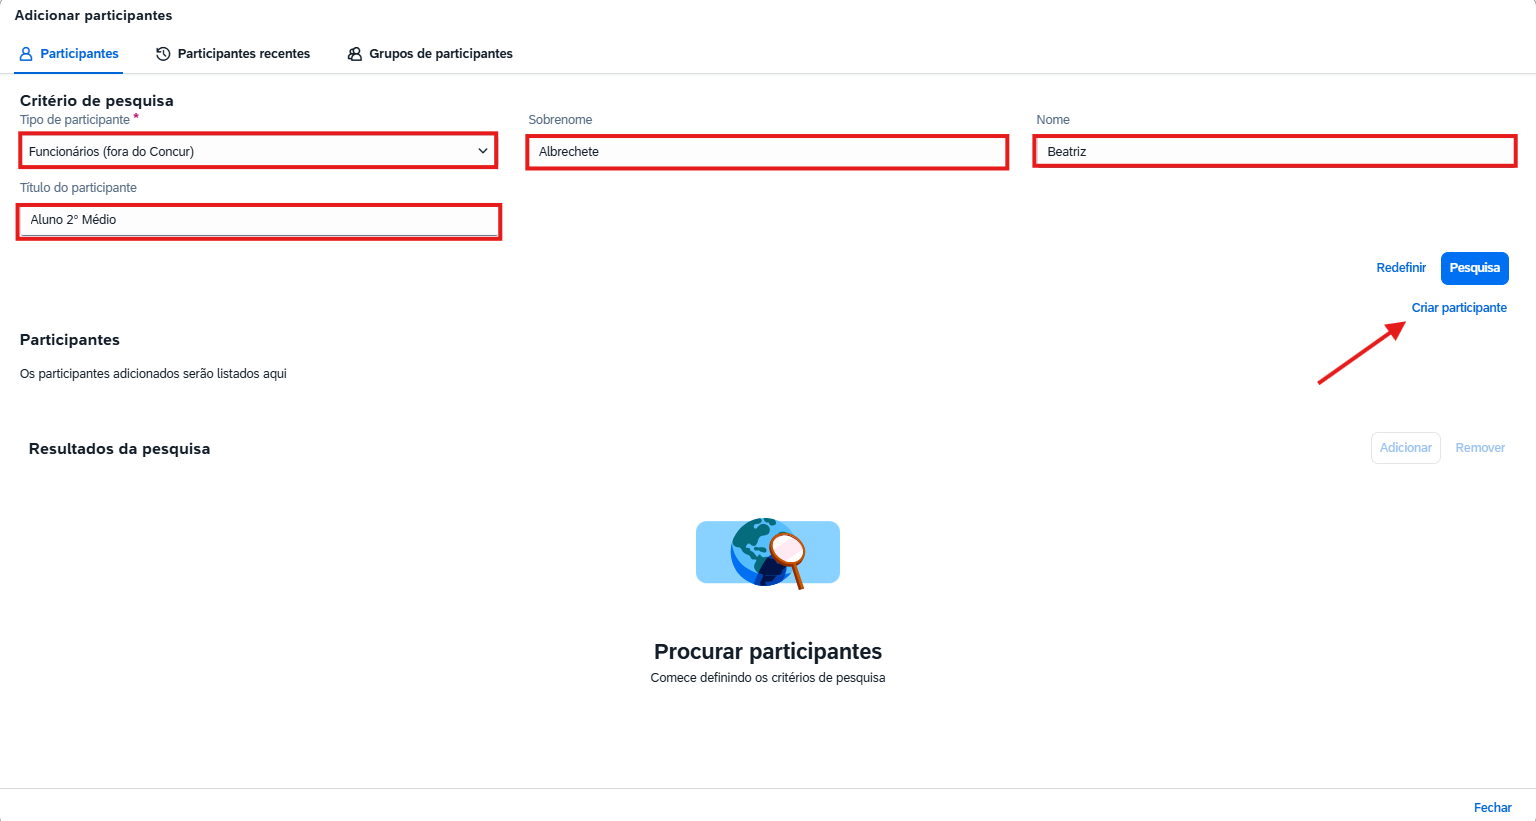 Adicionar participantes
Participantes Participantes recentes Grupos de participantes
Critério de pesquisa
Tipo de participante * Sobrenome Nome
Funcionários (fora do Concur) Albrechete Beatriz
Título do participante
Aluno 2º Médio
Redefinir Pesquisa
Criar participante
Participantes
Os participantes adicionados serão listados aqui
Resultados da pesquisa Adicionar Remover
Procurar participantes
Comece definindo os critérios de pesquisa
Fechar